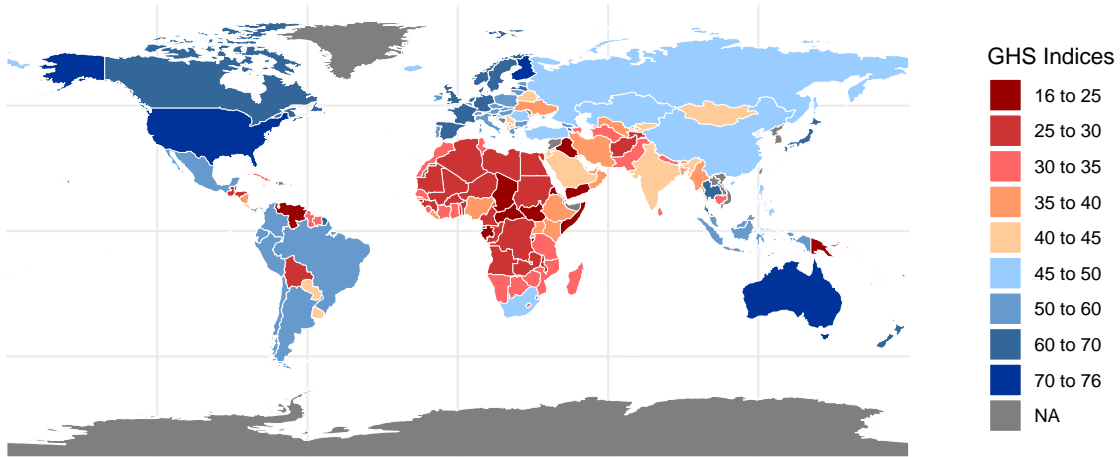 GHS Indices
16 to 25
25 to 30
30 to 35
35 to 40
40 to 45
45 to 50
50 to 60
60 to 70
70 to 76
NA